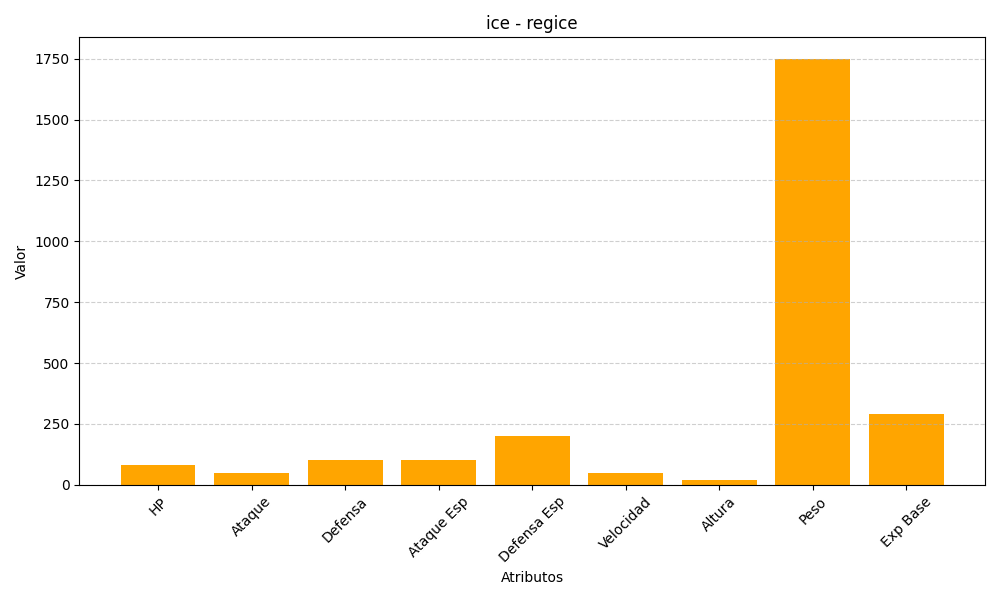 ice - regice
Valor
1750
1500
1250
1000
750
500
250
0
HP
Ataque
Defensa
Ataque Esp
Defensa Esp
Velocidad
Altura
Peso
Exp Base
Atributos